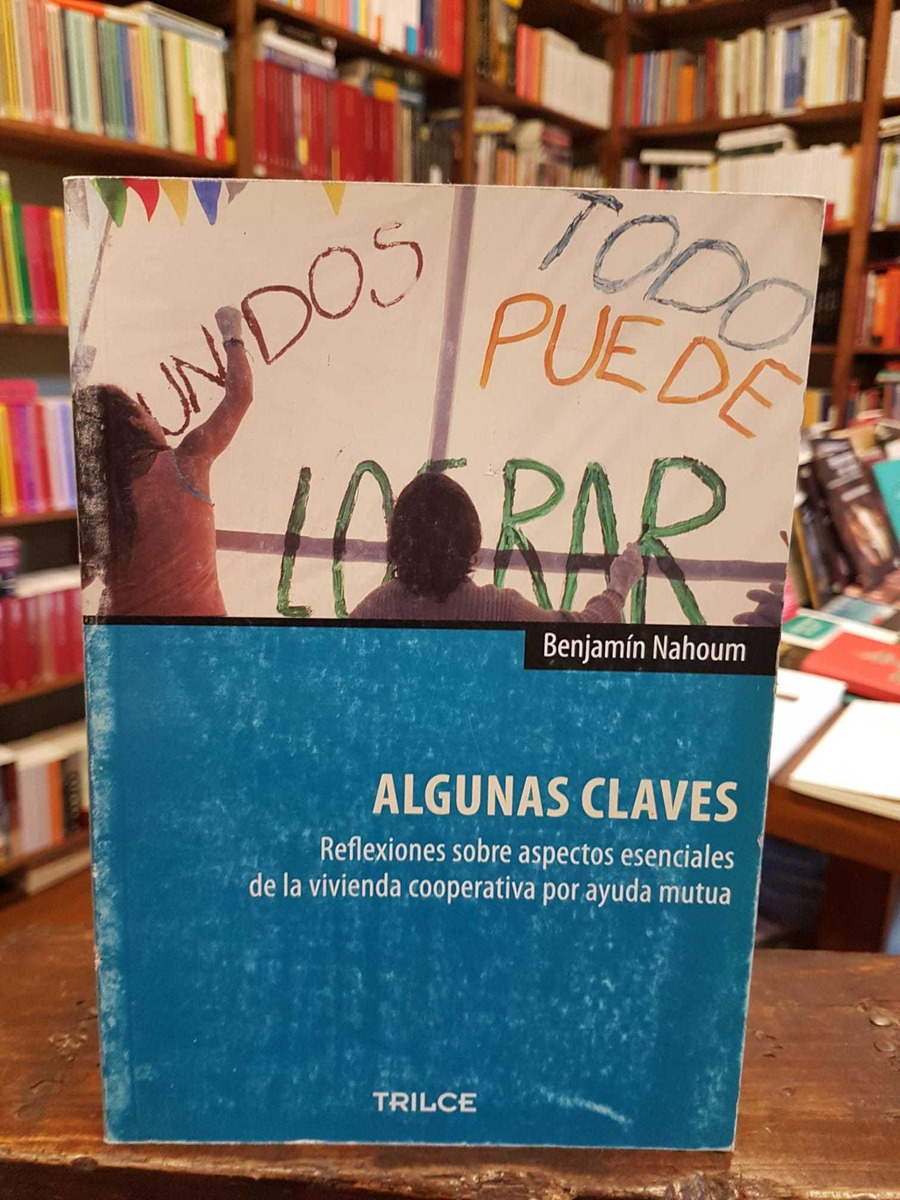 UNIDOS
TODO
PUEDE
LOGRAR
Benjamín Nahoum
ALGUNAS CLAVES
Reflexiones sobre aspectos esenciales
de la vivienda cooperativa por ayuda mutua
TRILCE